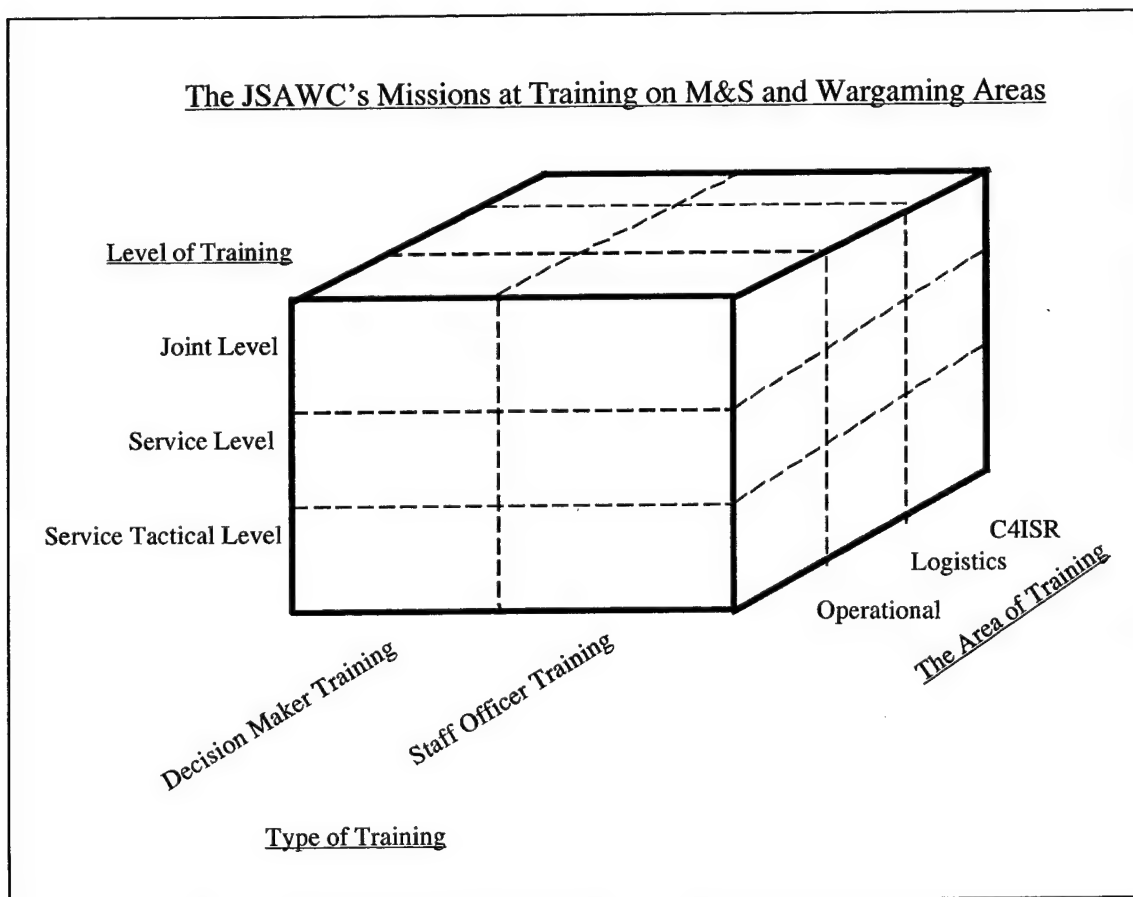 The JSAWC's Missions at Training on M&S and Wargaming Areas
Level of Training
Joint Level
Service Level
Service Tactical Level
C4ISR
Logistics
Operational
The Area of Training
Decision Maker Training
Staff Officer Training
Type of Training